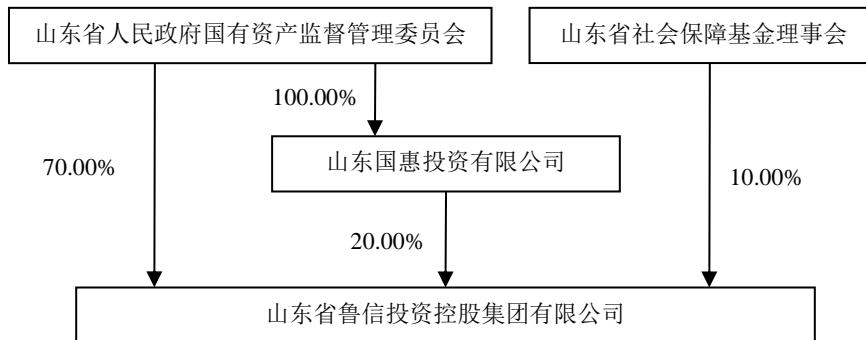 山东省人民政府国有资产监督管理委员会
山东省社会保障基金理事会
100.00%
山东国惠投资有限公司
70.00%
10.00%
20.00%
山东省鲁信投资控股集团有限公司